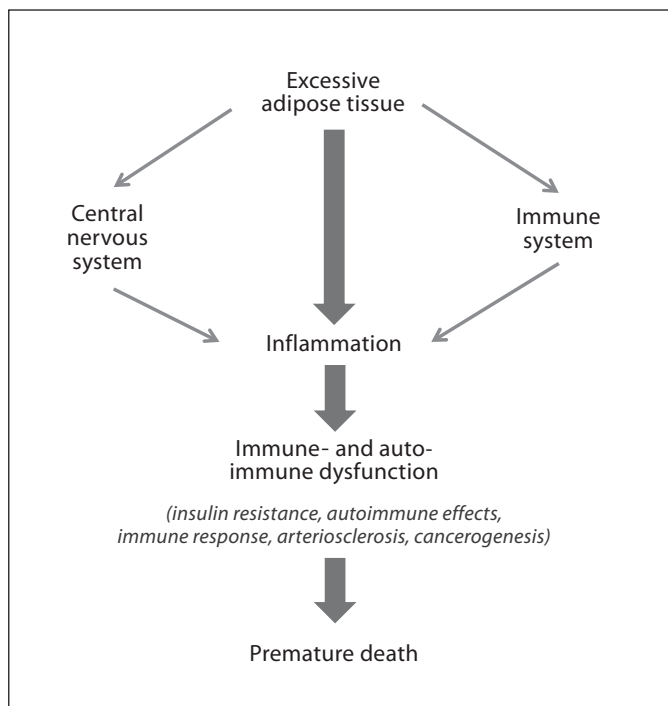 Excessive
adipose tissue
Central
nervous
system
Immune
system
Inflammation
Immune- and auto-
immune dysfunction
(insulin resistance, autoimmune effects,
immune response, arteriosclerosis, cancerogenesis)
Premature death